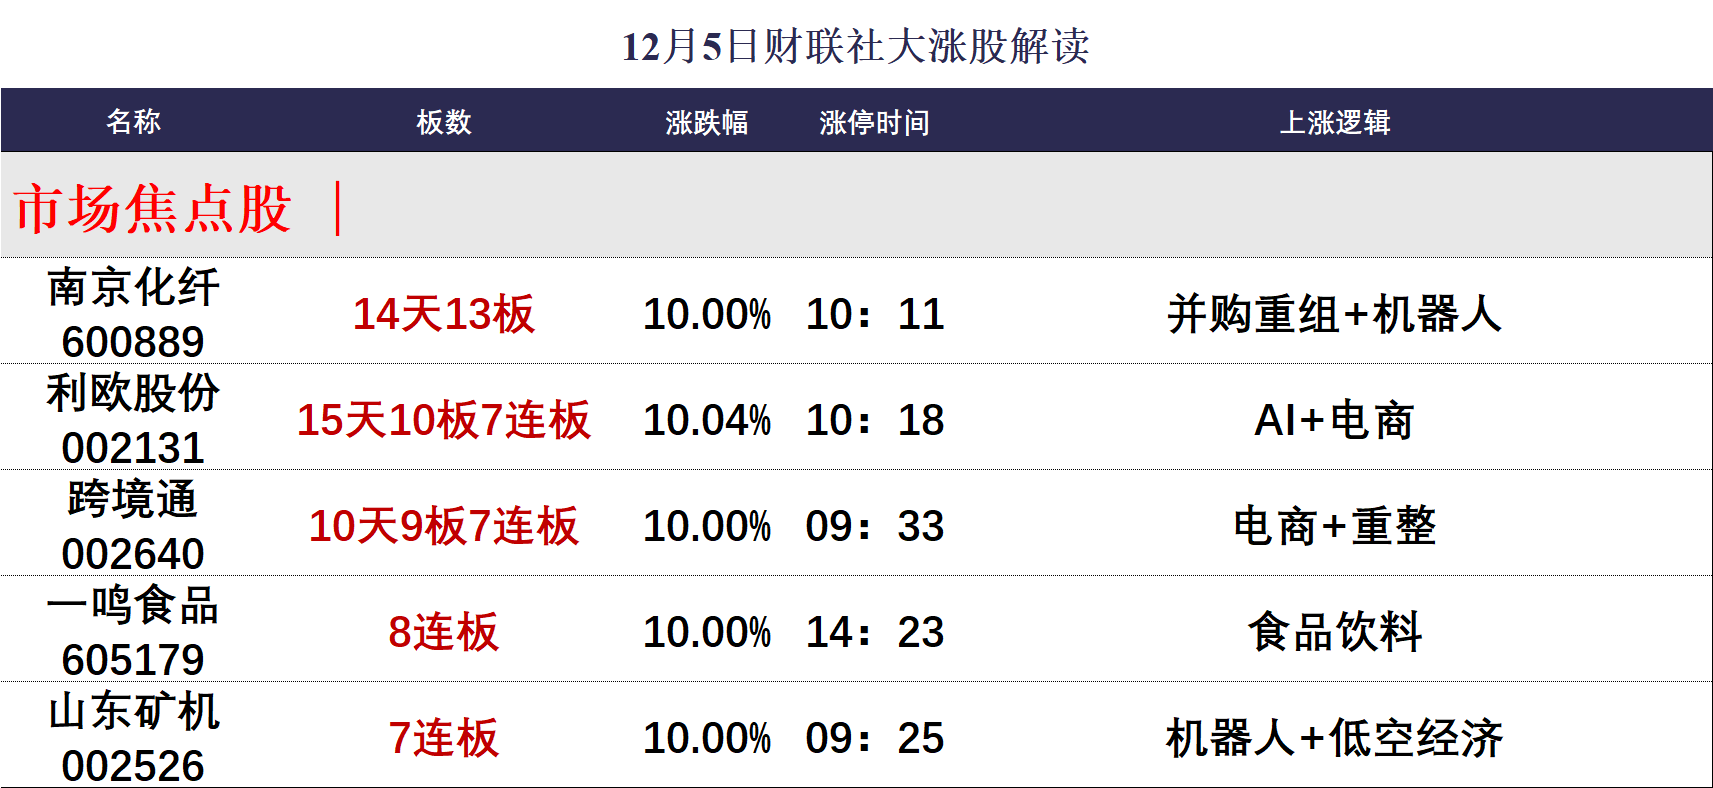 12月5日财联社大涨股解读
名称 板数 涨跌幅 涨停时间 上涨逻辑
市场焦点股 |
南京化纤
600889 14天13板 10.00% 10：11 并购重组+机器人
利欧股份
002131 15天10板7连板 10.04% 10：18 AI+电商
跨境通
002640 10天9板7连板 10.00% 09：33 电商+重整
一鸣食品
605179 8连板 10.00% 14：23 食品饮料
山东矿机
002526 7连板 10.00% 09：25 机器人+低空经济